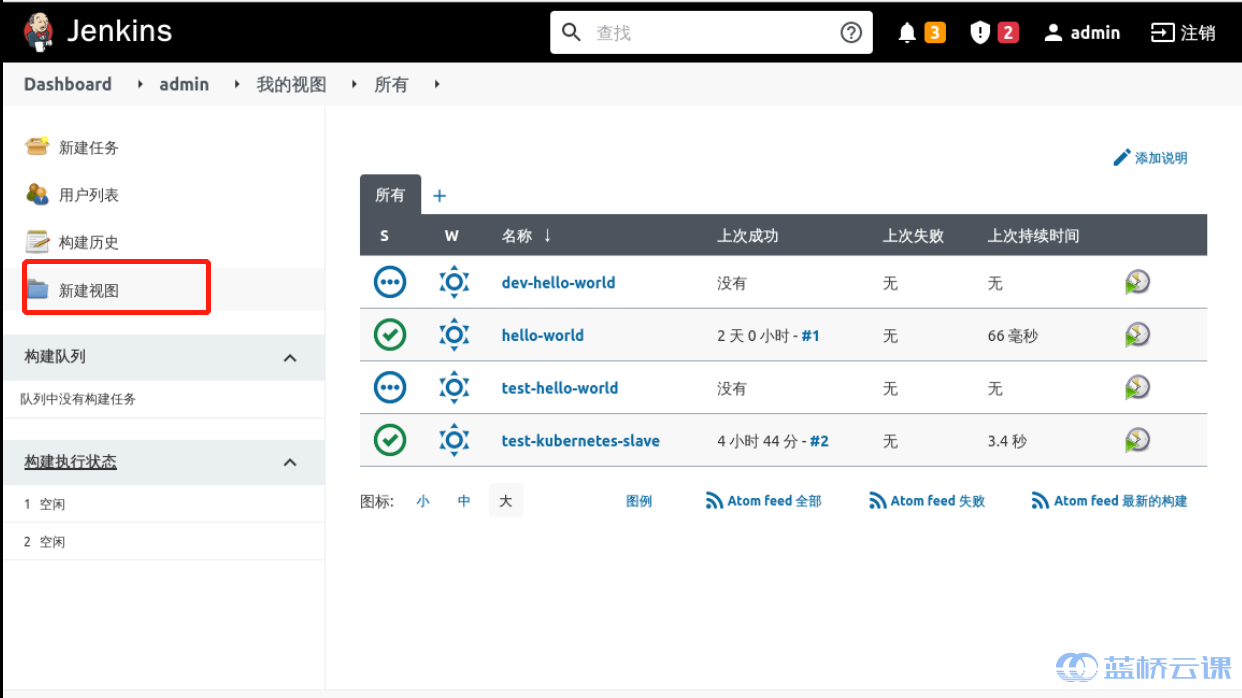 Jenkins 查找 3 2 admin 注销
Dashboard admin 我的视图 所有
新建任务
用户列表
构建历史
新建视图
构建队列
队列中没有构建任务
构建执行状态
1 空闲
2 空闲
添加说明
所有 +
S W 名称 ↓ 上次成功 上次失败 上次持续时间
dev-hello-world 没有 无 无
hello-world 2 天 0 小时 - #1 无 66 毫秒
test-hello-world 没有 无 无
test-kubernetes-slave 4 小时 44 分 - #2 无 3.4 秒
图标: 小 中 大 图例 Atom feed 全部 Atom feed 失败 Atom feed 最新的构建
蓝桥云课